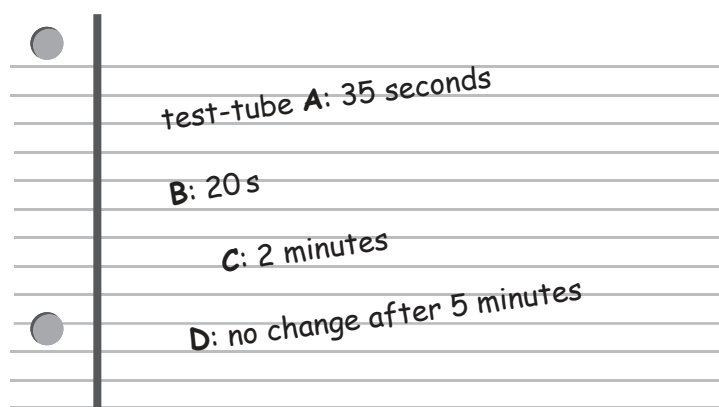 test-tube A: 35 seconds
B: 20 s
C: 2 minutes
D: no change after 5 minutes